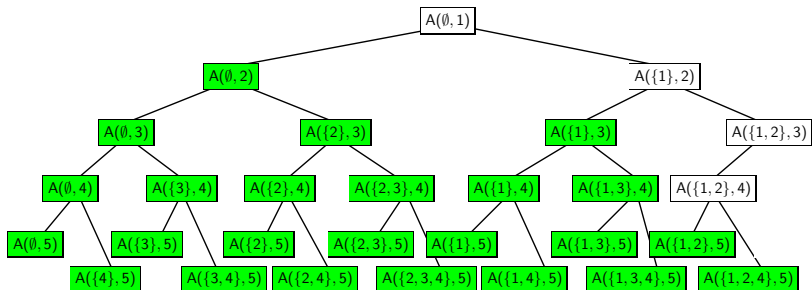 A(∅, 1)
A(∅, 2) A({1}, 2)
A(∅, 3) A({2}, 3) A({1}, 3) A({1, 2}, 3)
A(∅, 4) A({3}, 4) A({2}, 4) A({2, 3}, 4) A({1}, 4) A({1, 3}, 4) A({1, 2}, 4)
A(∅, 5) A({3}, 5) A({2}, 5) A({2, 3}, 5) A({1}, 5) A({1, 3}, 5) A({1, 2}, 5)
A({4}, 5) A({3, 4}, 5) A({2, 4}, 5) A({2, 3, 4}, 5) A({1, 4}, 5) A({1, 3, 4}, 5) A({1, 2, 4}, 5)